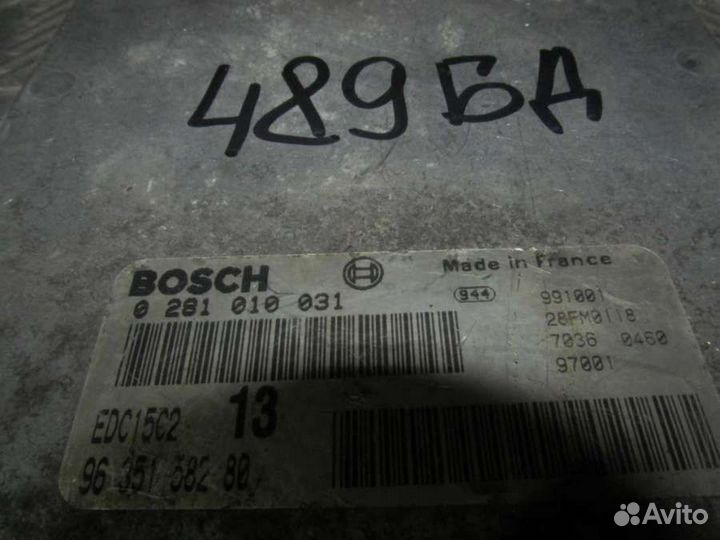 489БД
BOSCH
Made in France
0 281 010 031
944
991001
28FM0118
7036 0460
97001
EDC15C2
13
96 351 582 80
Avito